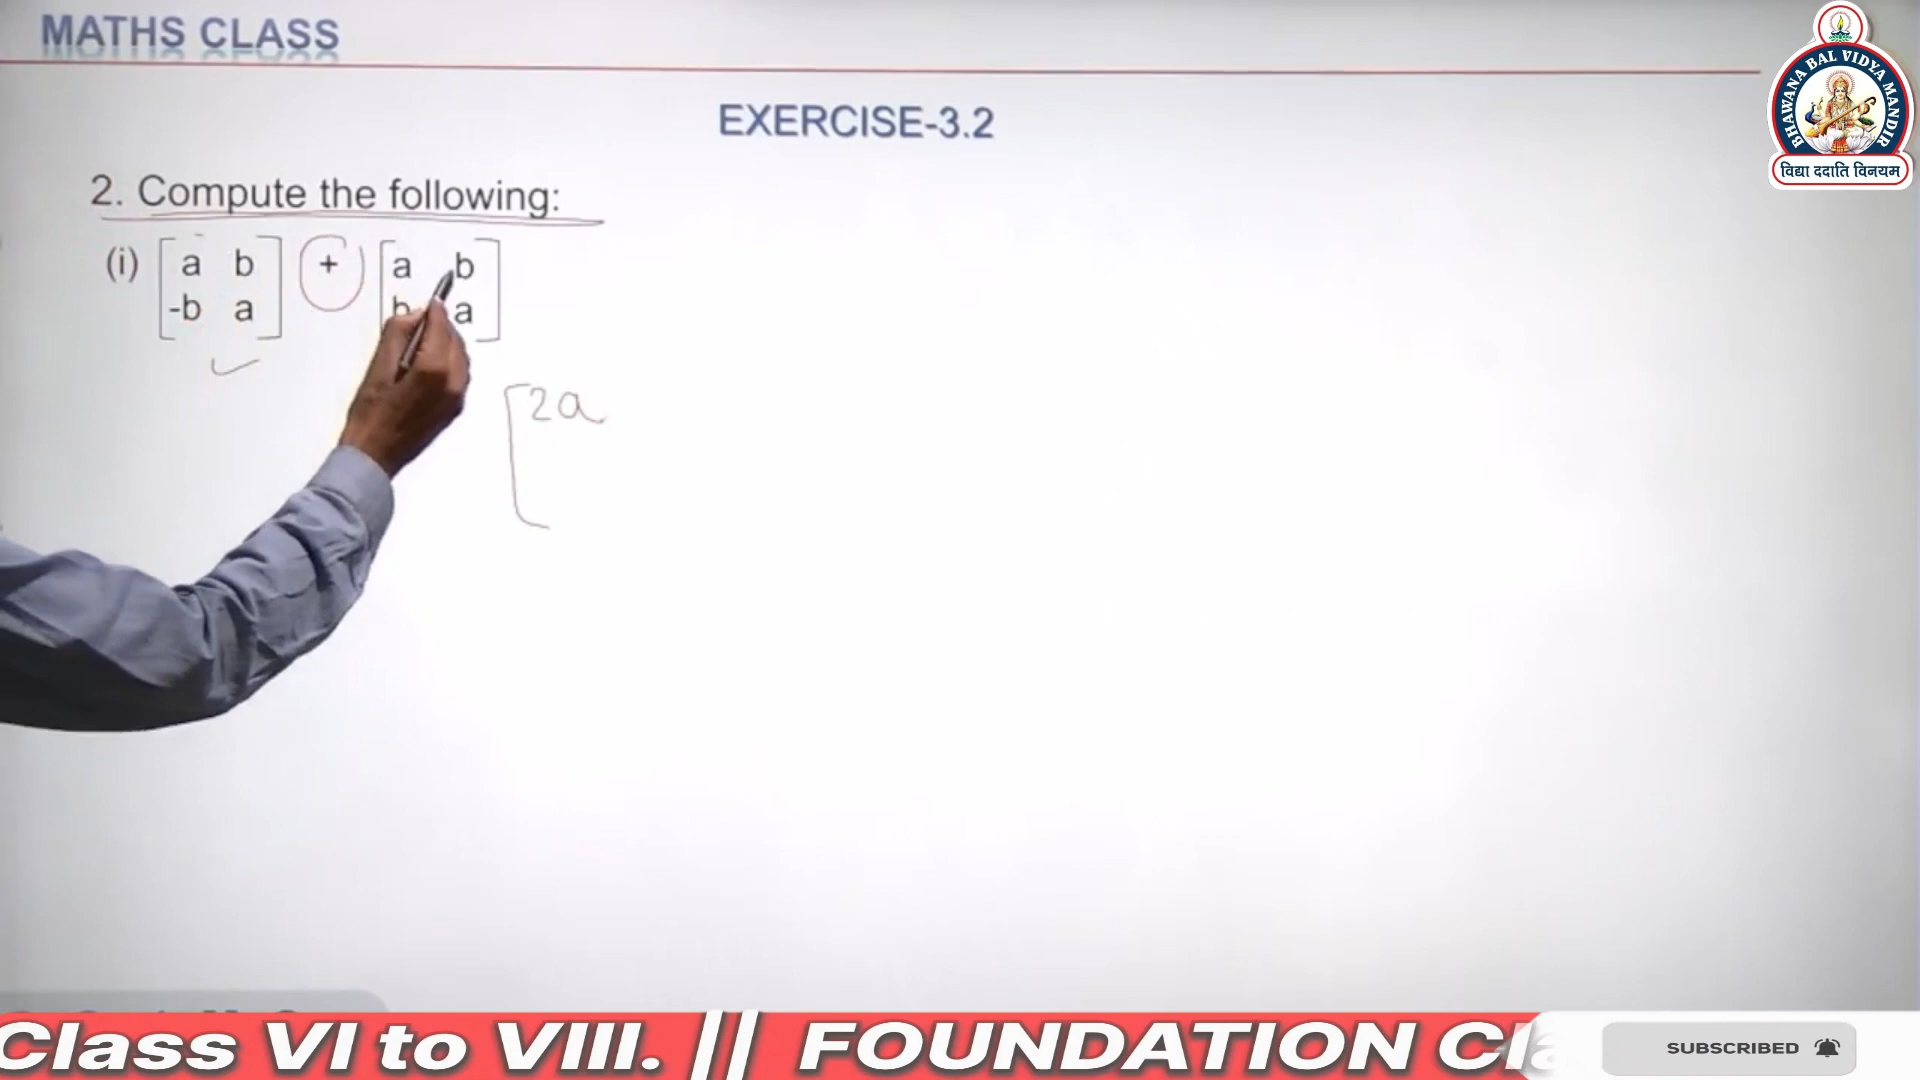 MATHS CLASS
BHAWANA BAL VIDYA MANDIR
विद्या ददाति विनयम
EXERCISE-3.2
2. Compute the following:
(i) [ a b ] + [ a b ]
[ -b a ] [ b a ]
[ 2a
Class VI to VIII. || FOUNDATION Cla
SUBSCRIBED